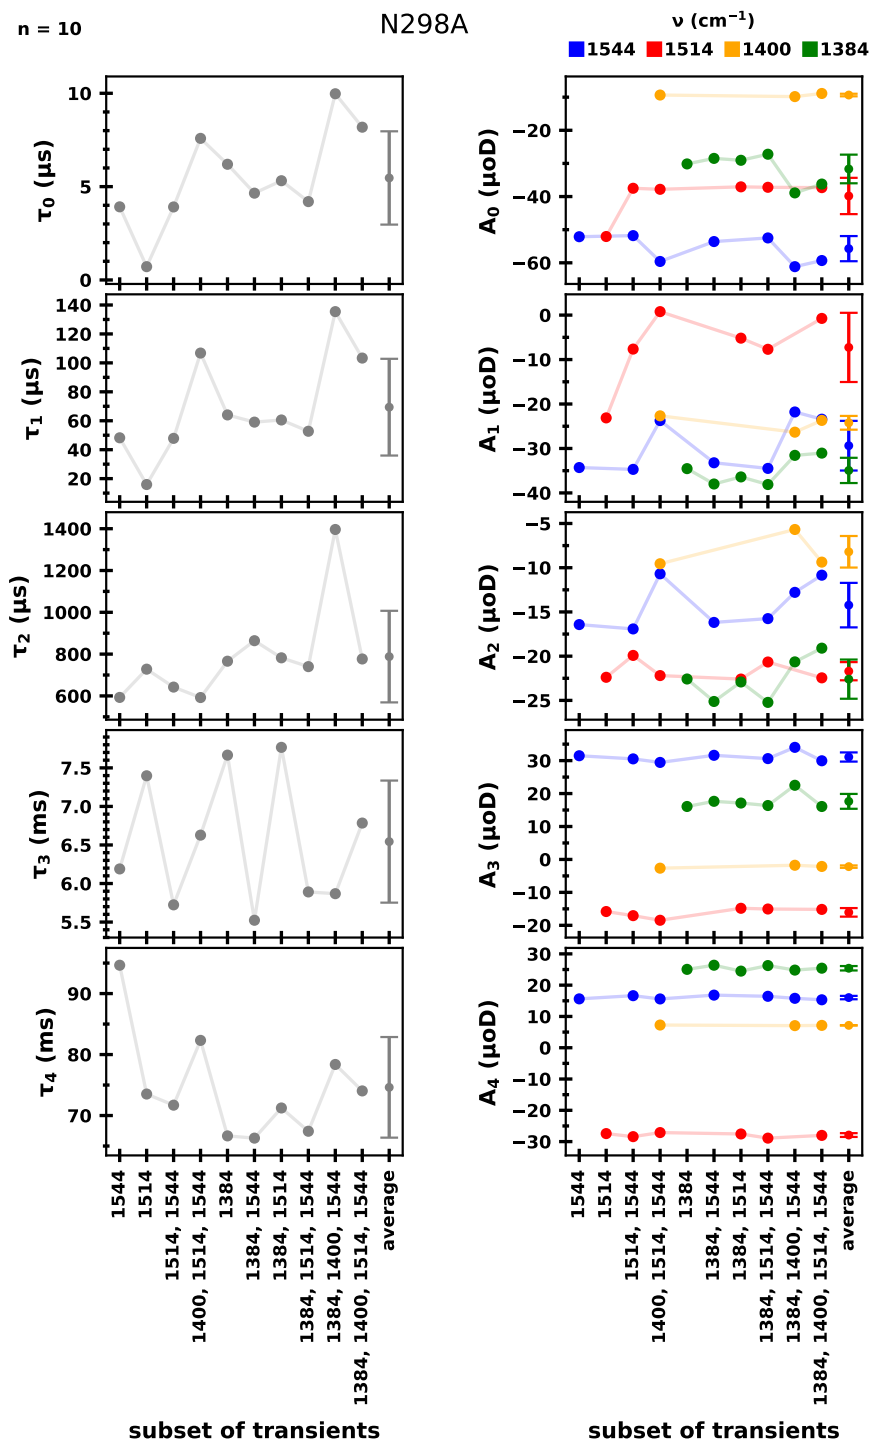 n = 10
N298A
ν (cm⁻¹)
1544 1514 1400 1384
τ₀ (µs)
10
5
0
A₀ (µoD)
−20
−40
−60
τ₁ (µs)
140
120
100
80
60
40
20
A₁ (µoD)
0
−10
−20
−30
−40
τ₂ (µs)
1400
1200
1000
800
600
A₂ (µoD)
−5
−10
−15
−20
−25
τ₃ (ms)
7.5
7.0
6.5
6.0
5.5
A₃ (µoD)
30
20
10
0
−10
−20
τ₄ (ms)
90
80
70
A₄ (µoD)
30
20
10
0
−10
−20
−30
1544
1514
1514, 1544
1400, 1514, 1544
1384
1384, 1544
1384, 1514
1384, 1514, 1544
1384, 1400, 1544
1384, 1400, 1514, 1544
average
1544
1514
1514, 1544
1400, 1514, 1544
1384
1384, 1544
1384, 1514
1384, 1514, 1544
1384, 1400, 1544
1384, 1400, 1514, 1544
average
subset of transients
subset of transients